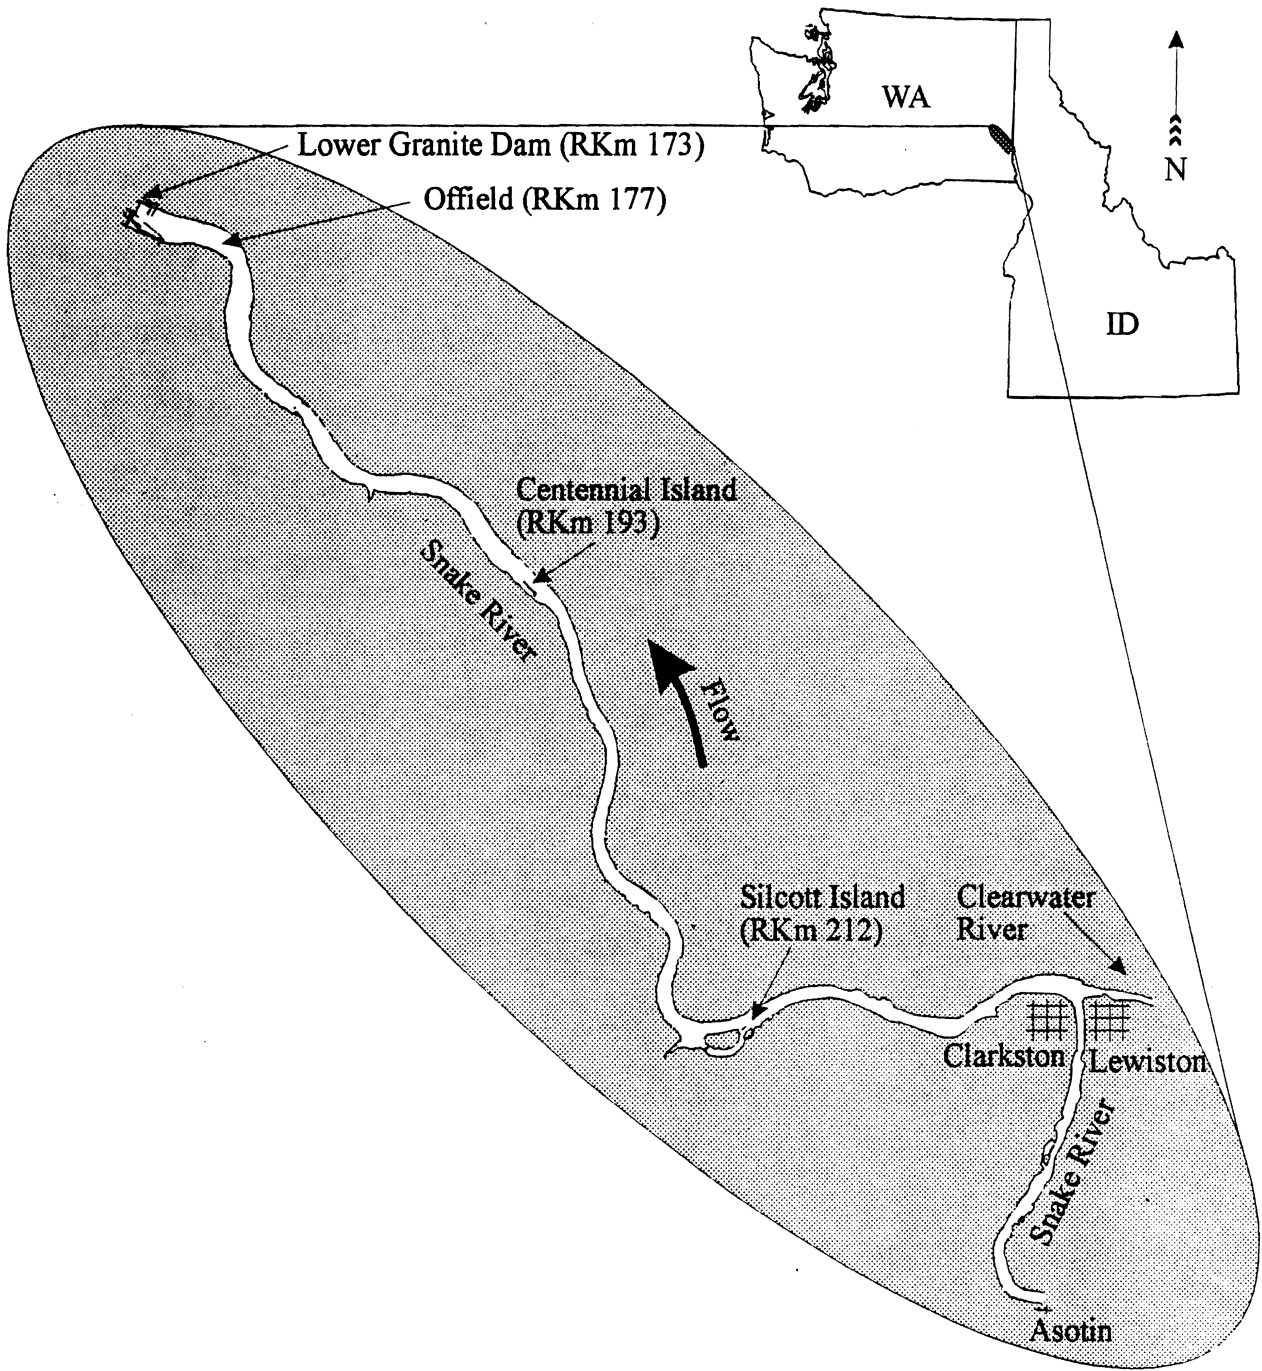 WA
Lower Granite Dam (RKm 173)
N
Offield (RKm 177)
ID
Centennial Island
(RKm 193)
Snake River
Flow
Silcott Island
(RKm 212)
Clearwater
River
Clarkston
Lewiston
Snake River
Asotin